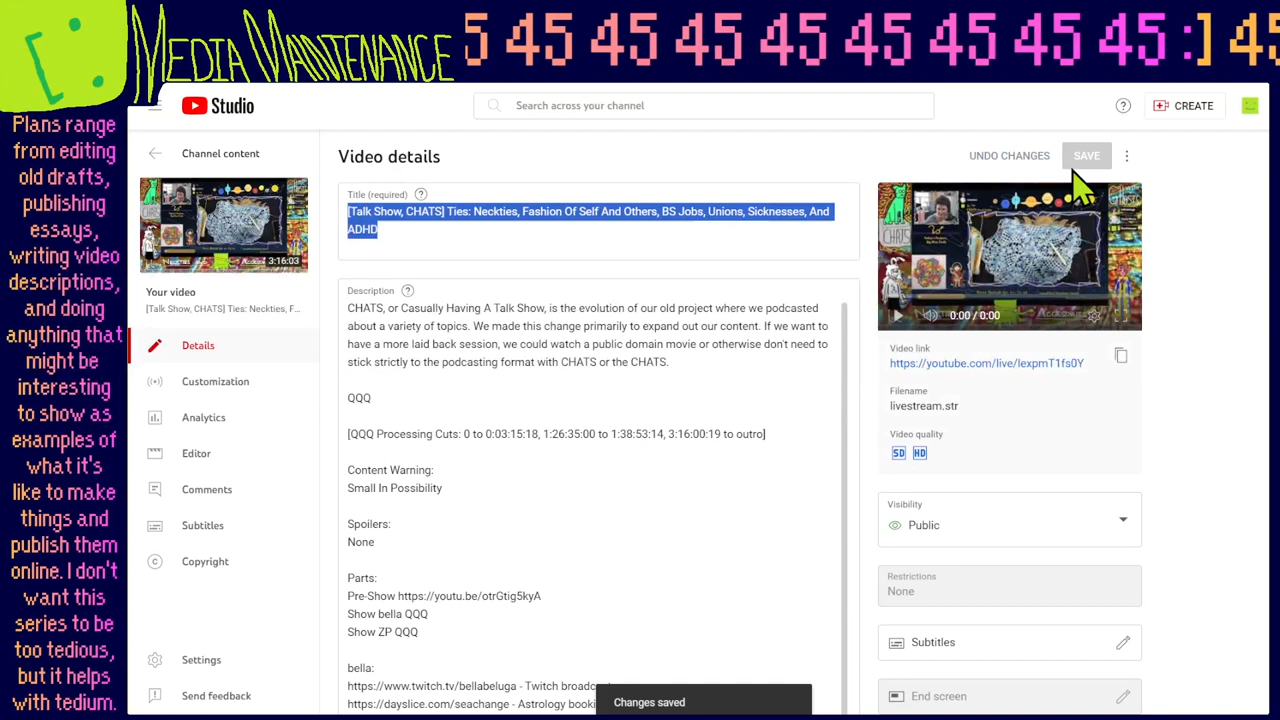 MEDIA MAINTENANCE
5 45 45 45 45 45 45 45 45 :] 45
Plans range
from editing
old drafts,
publishing
essays,
writing video
descriptions,
and doing
anything that
might be
interesting
to show as
examples of
what it's
like to make
things and
publish them
online. I don't
want this
series to be
too tedious,
but it helps
with tedium.
Studio
Search across your channel
CREATE
Channel content
3:16:03
Your video
[Talk Show, CHATS] Ties: Neckties, F...
Details
Customization
Analytics
Editor
Comments
Subtitles
Copyright
Settings
Send feedback
Video details
UNDO CHANGES
SAVE
Title (required)
[Talk Show, CHATS] Ties: Neckties, Fashion Of Self And Others, BS Jobs, Unions, Sicknesses, And
ADHD
Description
CHATS, or Casually Having A Talk Show, is the evolution of our old project where we podcasted
about a variety of topics. We made this change primarily to expand out our content. If we want to
have a more laid back session, we could watch a public domain movie or otherwise don't need to
stick strictly to the podcasting format with CHATS or the CHATS.
QQQ
[QQQ Processing Cuts: 0 to 0:03:15:18, 1:26:35:00 to 1:38:53:14, 3:16:00:19 to outro]
Content Warning:
Small In Possibility
Spoilers:
None
Parts:
Pre-Show https://youtu.be/otrGtig5kyA
Show bella QQQ
Show ZP QQQ
bella:
https://www.twitch.tv/bellabeluga - Twitch broadc
https://dayslice.com/seachange - Astrology booki
Changes saved
CHATS
0:00 / 0:00
Video link
https://youtube.com/live/lexpmT1fs0Y
Filename
livestream.str
Video quality
SD HD
Visibility
Public
Restrictions
None
Subtitles
End screen